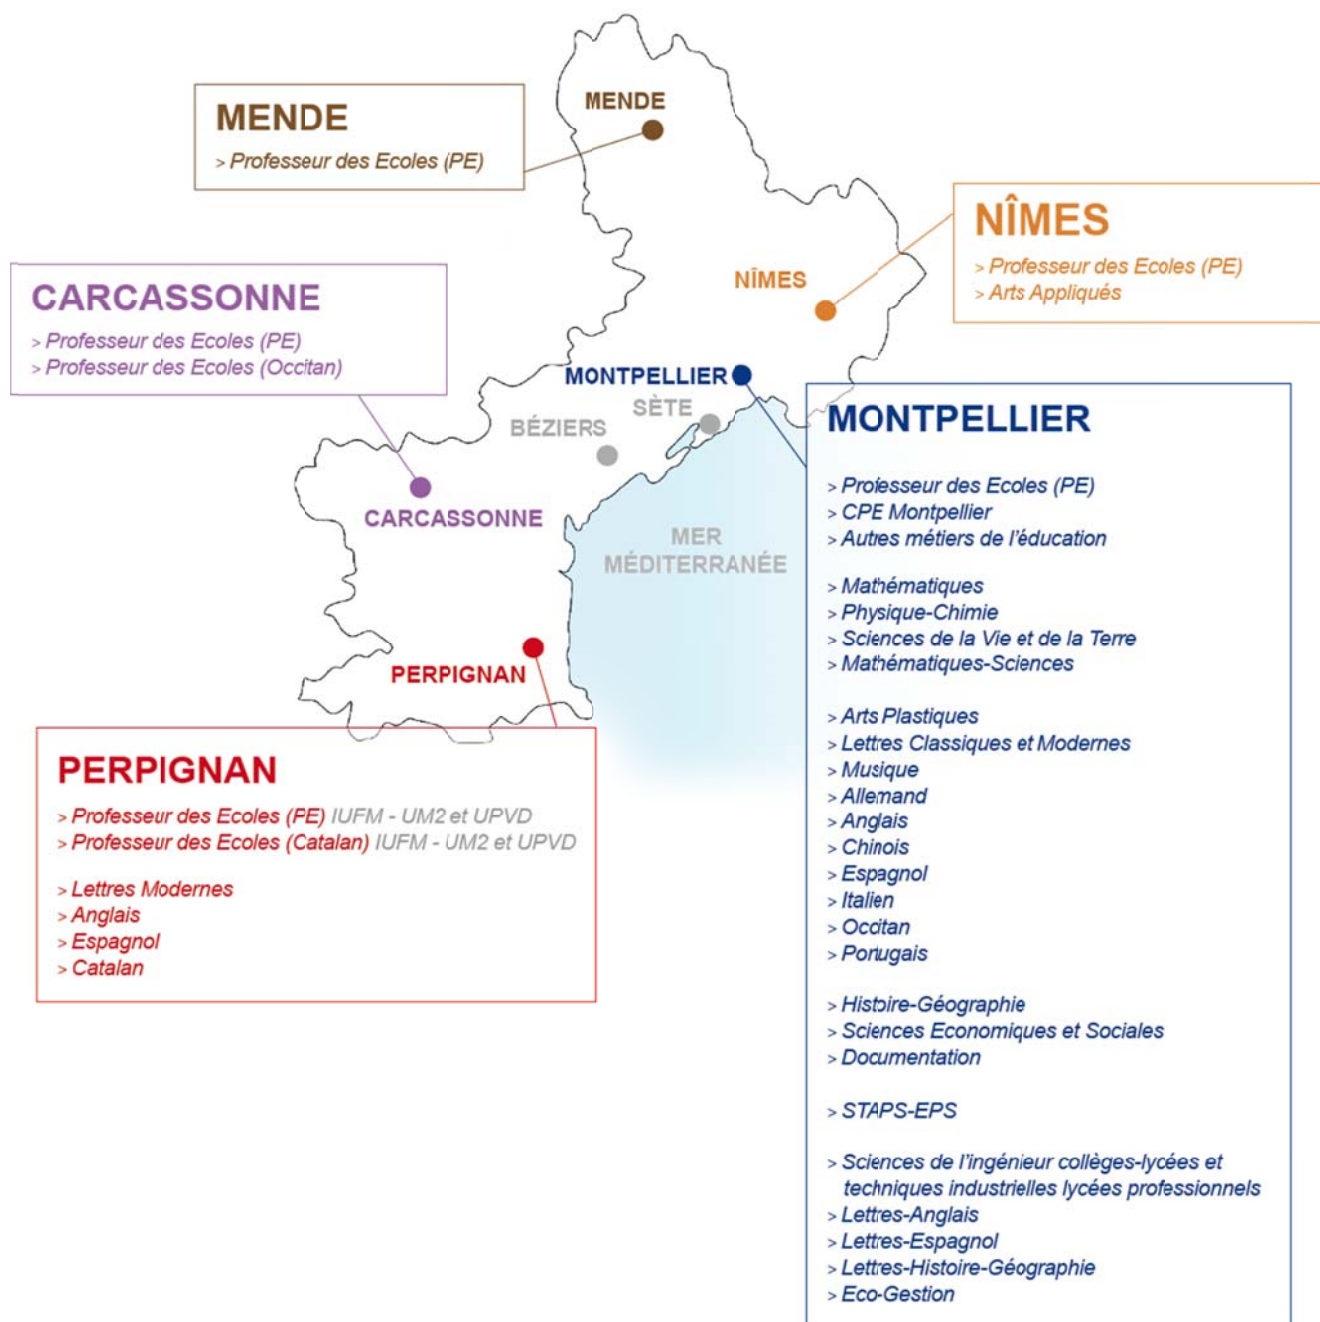 MENDE
> Professeur des Ecoles (PE)
MENDE
NÎMES
> Professeur des Ecoles (PE)
> Arts Appliqués
NÎMES
CARCASSONNE
> Professeur des Ecoles (PE)
> Professeur des Ecoles (Occitan)
MONTPELLIER
SÈTE
BÉZIERS
CARCASSONNE
MER
MÉDITERRANÉE
PERPIGNAN
MONTPELLIER
> Professeur des Ecoles (PE)
> CPE Montpellier
> Autres métiers de l'éducation
> Mathématiques
> Physique-Chimie
> Sciences de la Vie et de la Terre
> Mathématiques-Sciences
> Arts Plastiques
> Lettres Classiques et Modernes
> Musique
> Allemand
> Anglais
> Chinois
> Espagnol
> Italien
> Occitan
> Portugais
> Histoire-Géographie
> Sciences Economiques et Sociales
> Documentation
> STAPS-EPS
> Sciences de l'ingénieur collèges-lycées et
techniques industrielles lycées professionnels
> Lettres-Anglais
> Lettres-Espagnol
> Lettres-Histoire-Géographie
> Eco-Gestion
PERPIGNAN
> Professeur des Ecoles (PE) IUFM - UM2 et UPVD
> Professeur des Ecoles (Catalan) IUFM - UM2 et UPVD
> Lettres Modernes
> Anglais
> Espagnol
> Catalan